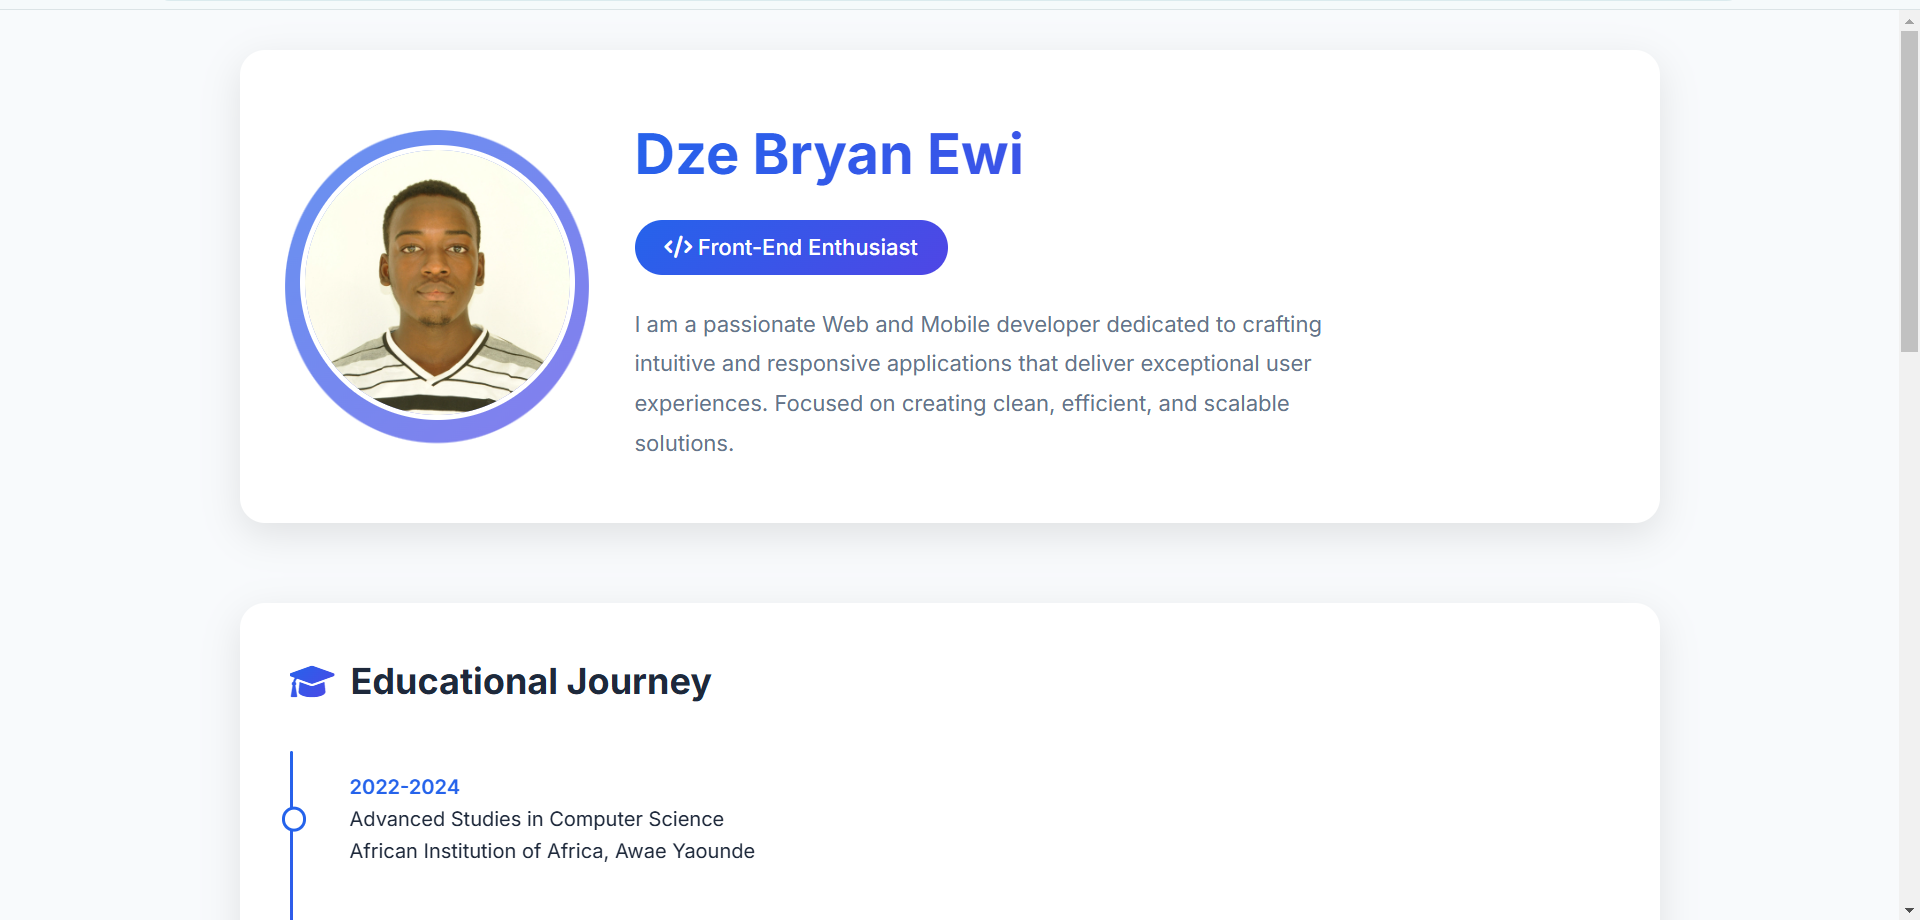 Dze Bryan Ewi
Front-End Enthusiast
I am a passionate Web and Mobile developer dedicated to crafting
intuitive and responsive applications that deliver exceptional user
experiences. Focused on creating clean, efficient, and scalable
solutions.
Educational Journey
2022-2024
Advanced Studies in Computer Science
African Institution of Africa, Awae Yaounde